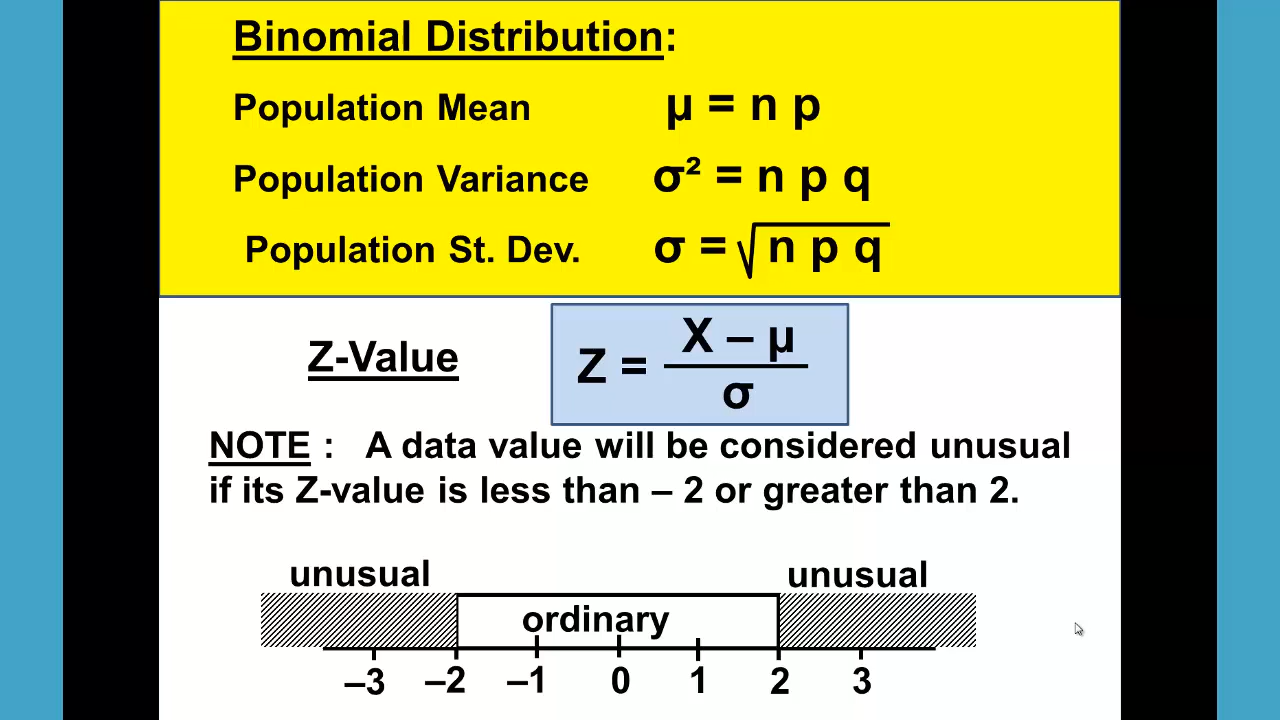 Binomial Distribution:
Population Mean µ = n p
Population Variance σ² = n p q
Population St. Dev. σ = √ n p q
Z-Value
Z = X – µ
σ
NOTE : A data value will be considered unusual
if its Z-value is less than – 2 or greater than 2.
unusual unusual
ordinary
–3 –2 –1 0 1 2 3